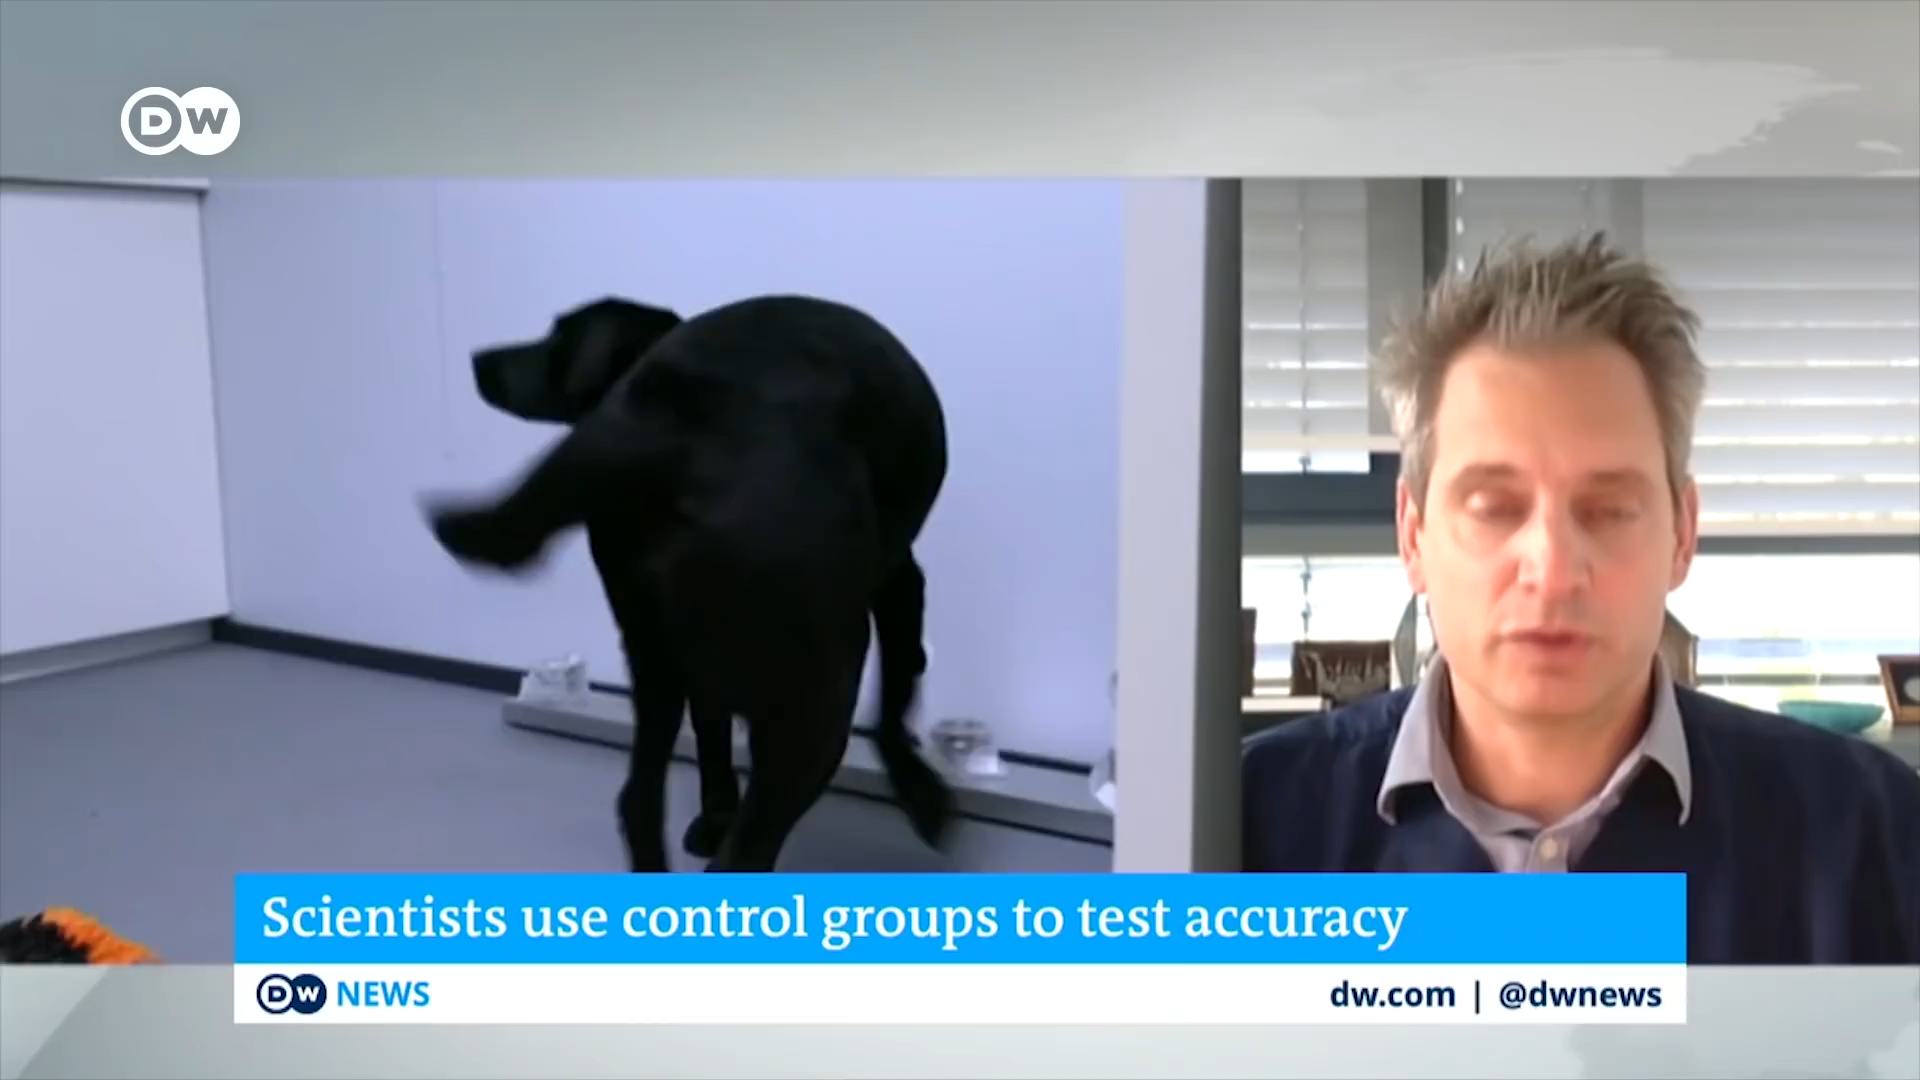 DW
Scientists use control groups to test accuracy
DW NEWS
dw.com | @dwnews